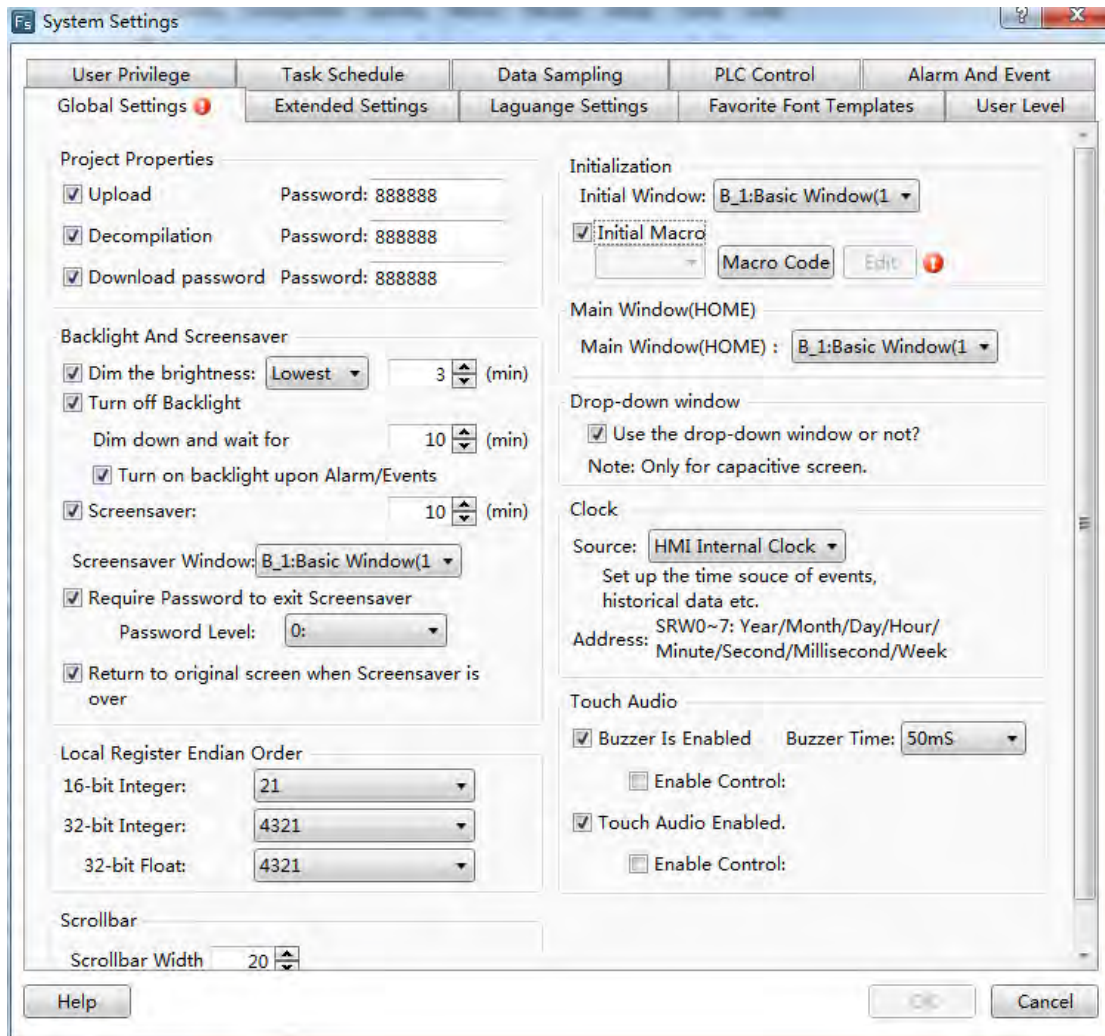 Fs System Settings
User Privilege Task Schedule Data Sampling PLC Control Alarm And Event
Global Settings Extended Settings Laguange Settings Favorite Font Templates User Level
Project Properties
Upload Password: 888888
Decompilation Password: 888888
Download password Password: 888888
Backlight And Screensaver
Dim the brightness: Lowest 3 (min)
Turn off Backlight
Dim down and wait for 10 (min)
Turn on backlight upon Alarm/Events
Screensaver: 10 (min)
Screensaver Window: B_1:Basic Window(1
Require Password to exit Screensaver
Password Level: 0:
Return to original screen when Screensaver is
over
Local Register Endian Order
16-bit Integer: 21
32-bit Integer: 4321
32-bit Float: 4321
Scrollbar
Scrollbar Width 20
Initialization
Initial Window: B_1:Basic Window(1
Initial Macro
Macro Code Edit
Main Window(HOME)
Main Window(HOME) : B_1:Basic Window(1
Drop-down window
Use the drop-down window or not?
Note: Only for capacitive screen.
Clock
Source: HMI Internal Clock
Set up the time souce of events,
historical data etc.
Address: SRW0~7: Year/Month/Day/Hour/
Minute/Second/Millisecond/Week
Touch Audio
Buzzer Is Enabled Buzzer Time: 50mS
Enable Control:
Touch Audio Enabled.
Enable Control:
Help OK Cancel